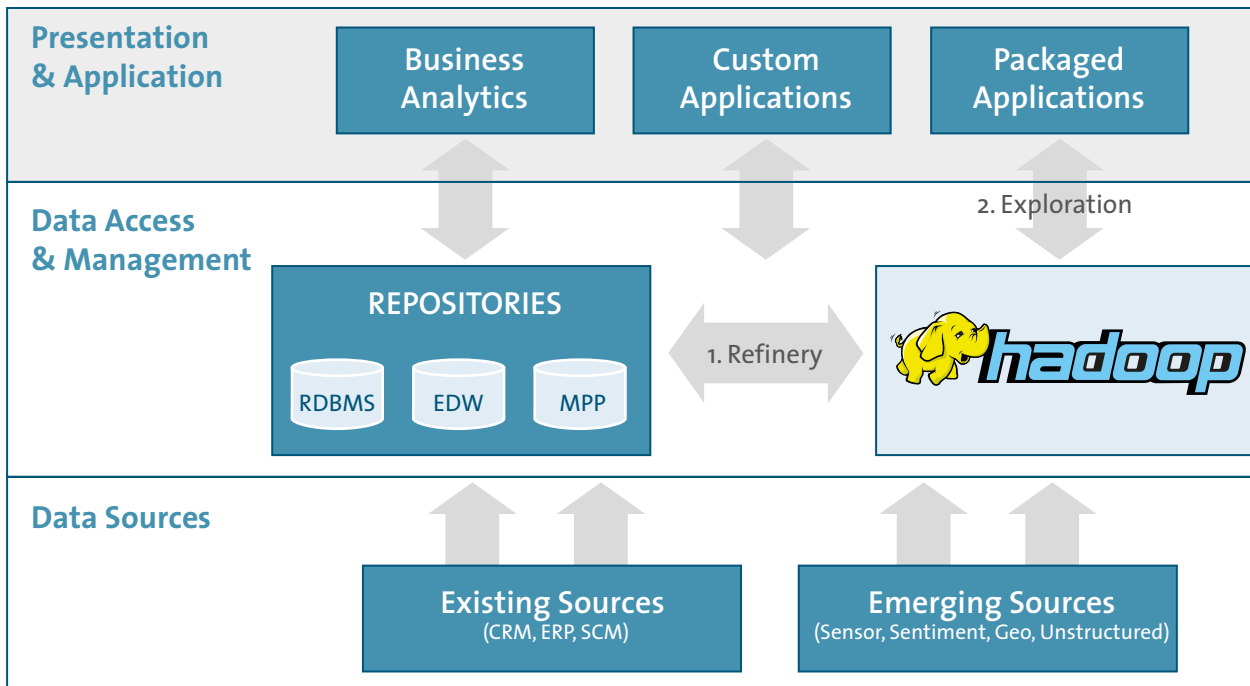 Presentation
& Application
Business
Analytics
Custom
Applications
Packaged
Applications
Data Access
& Management
2. Exploration
REPOSITORIES
RDBMS
EDW
MPP
1. Refinery
hadoop
Data Sources
Existing Sources
(CRM, ERP, SCM)
Emerging Sources
(Sensor, Sentiment, Geo, Unstructured)